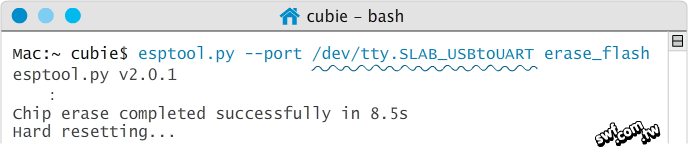 cubie – bash
Mac:~ cubie$ esptool.py --port /dev/tty.SLAB_USBtoUART erase_flash
esptool.py v2.0.1
:
Chip erase completed successfully in 8.5s
Hard resetting...
swf.com.tw